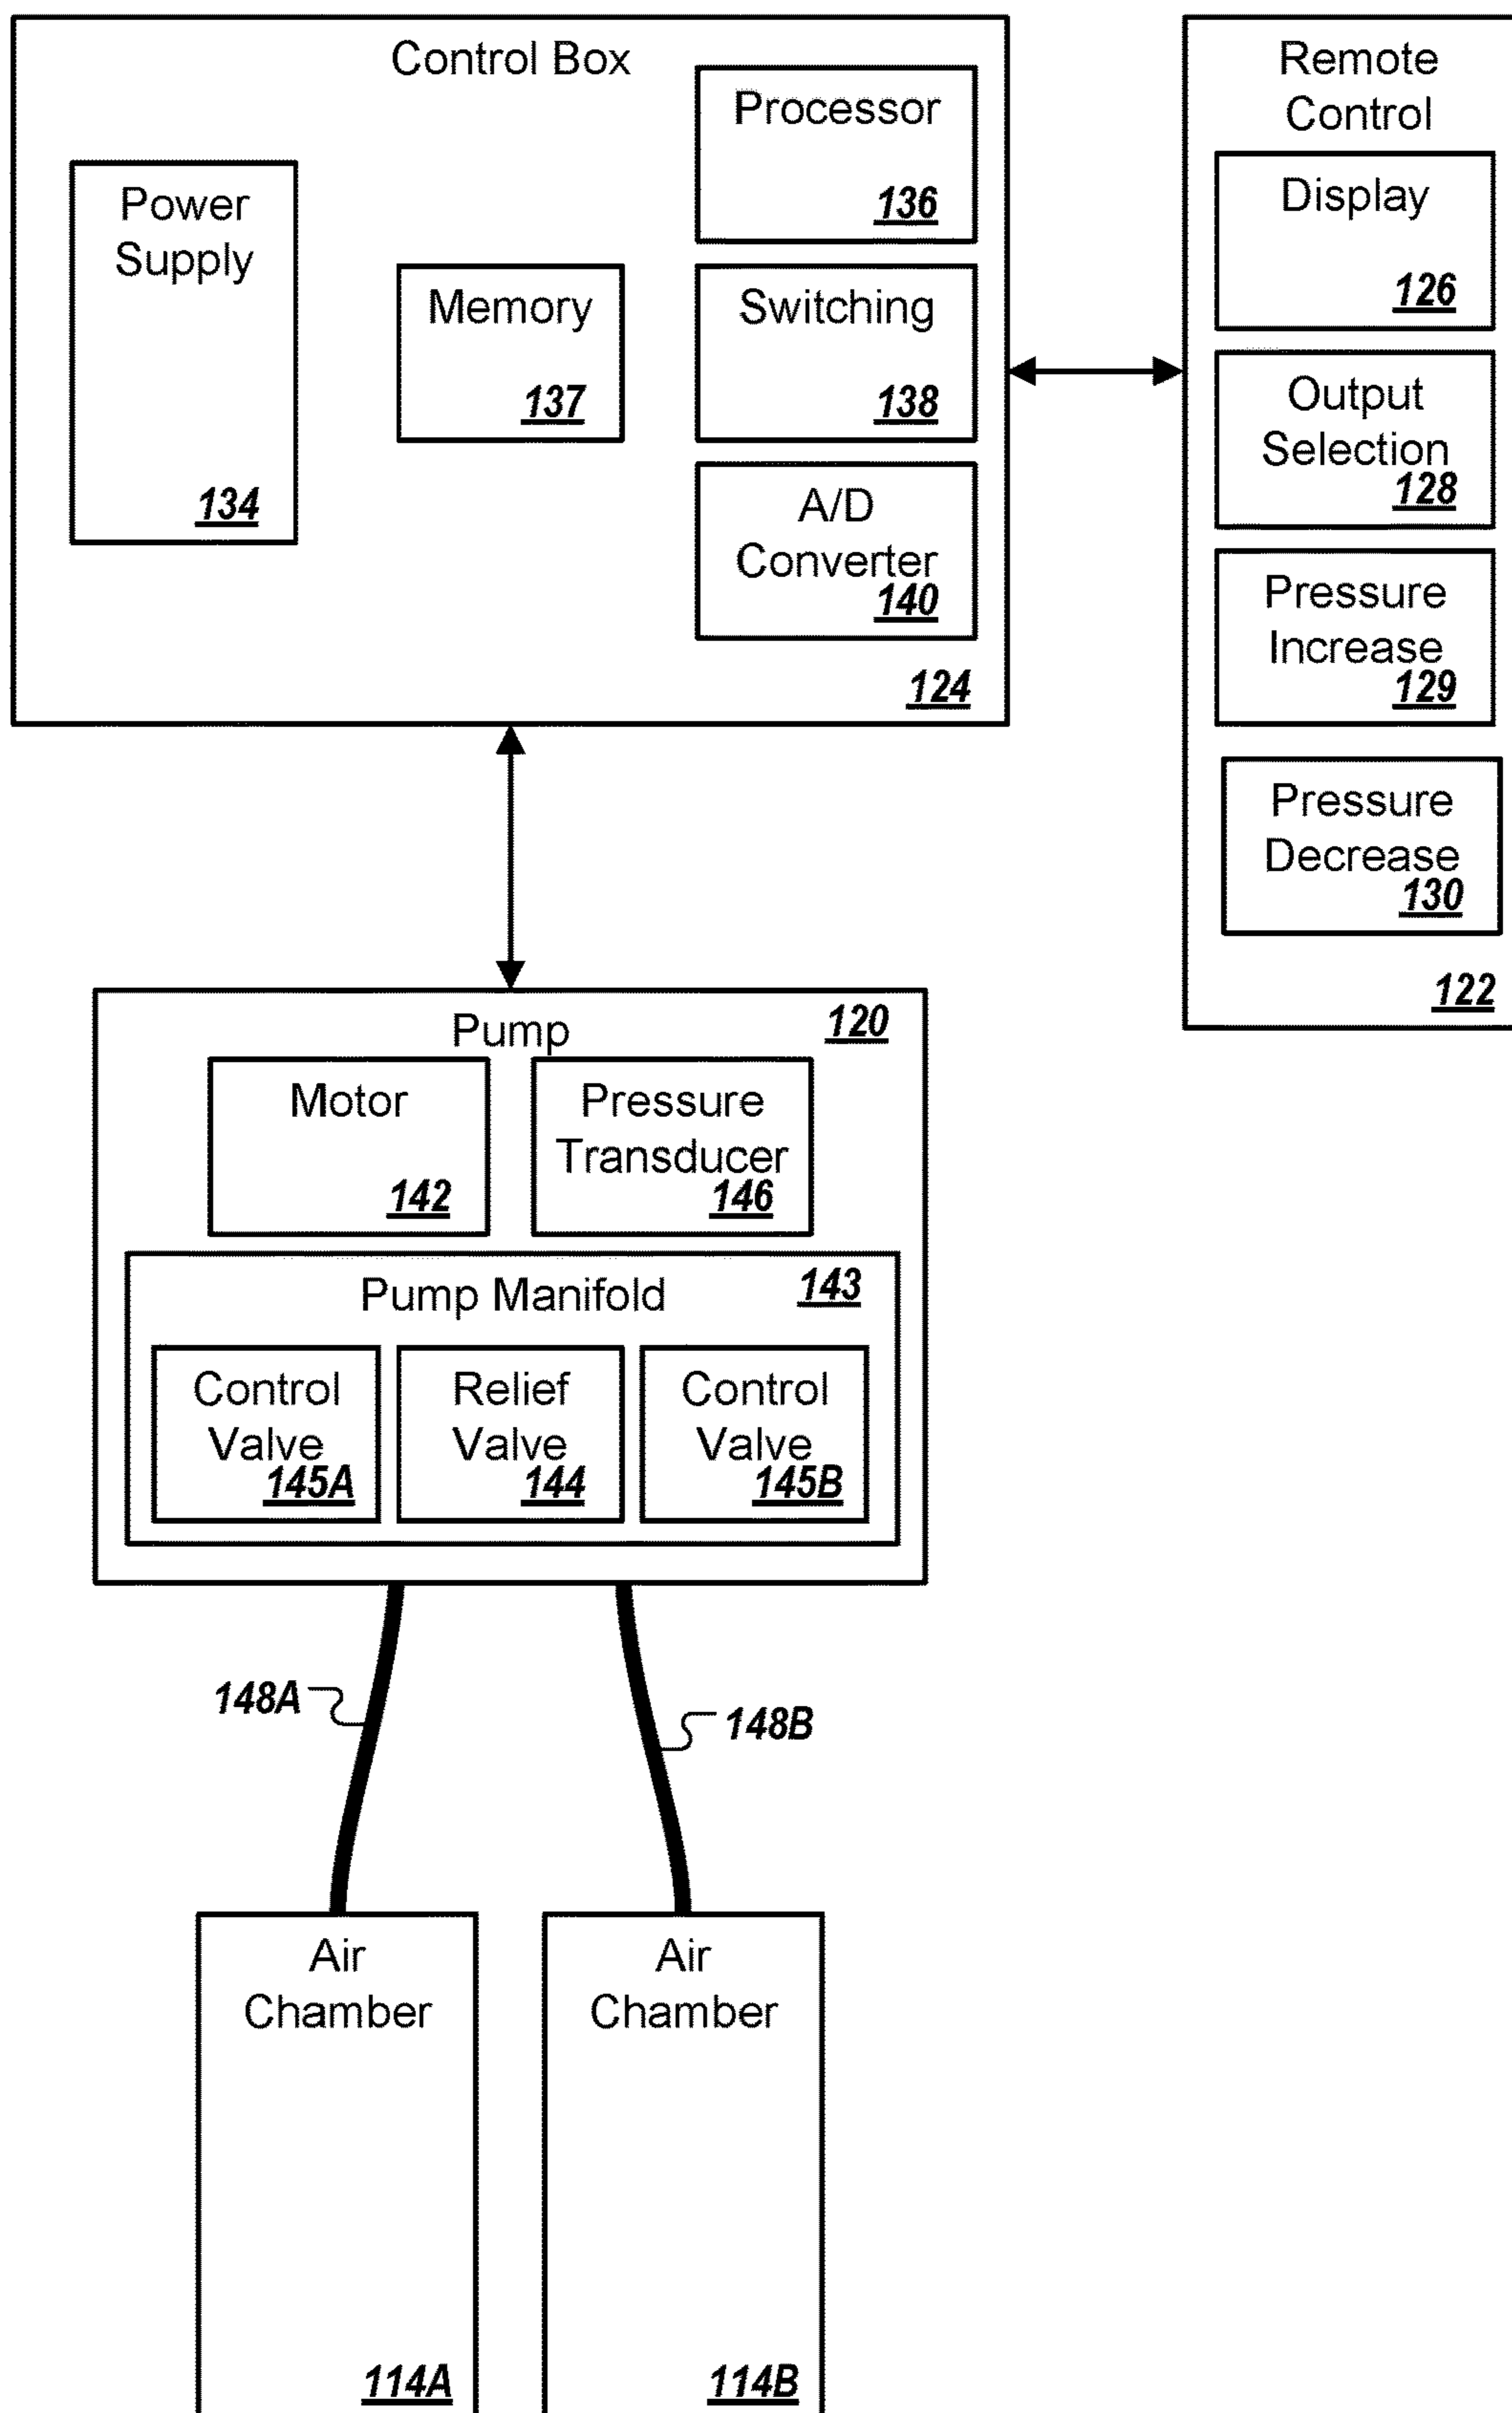 Control Box
Power
Supply
134
Memory
137
Processor
136
Switching
138
A/D
Converter
140
124
Remote
Control
Display
126
Output
Selection
128
Pressure
Increase
129
Pressure
Decrease
130
122
Pump
120
Motor
142
Pressure
Transducer
146
Pump Manifold
143
Control
Valve
145A
Relief
Valve
144
Control
Valve
145B
148A
148B
Air
Chamber
114A
Air
Chamber
114B